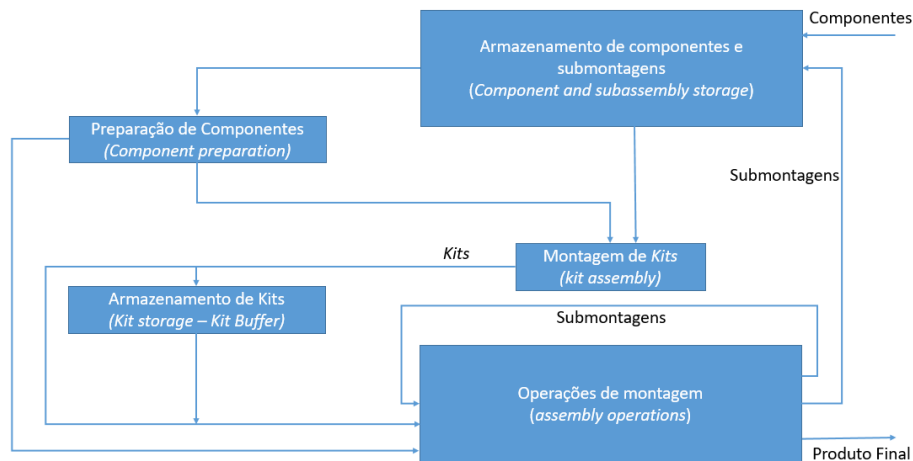 Componentes
Armazenamento de componentes e
submontagens
(Component and subassembly storage)
Preparação de Componentes
(Component preparation)
Submontagens
Kits
Montagem de Kits
(kit assembly)
Armazenamento de Kits
(Kit storage – Kit Buffer)
Submontagens
Operações de montagem
(assembly operations)
Produto Final